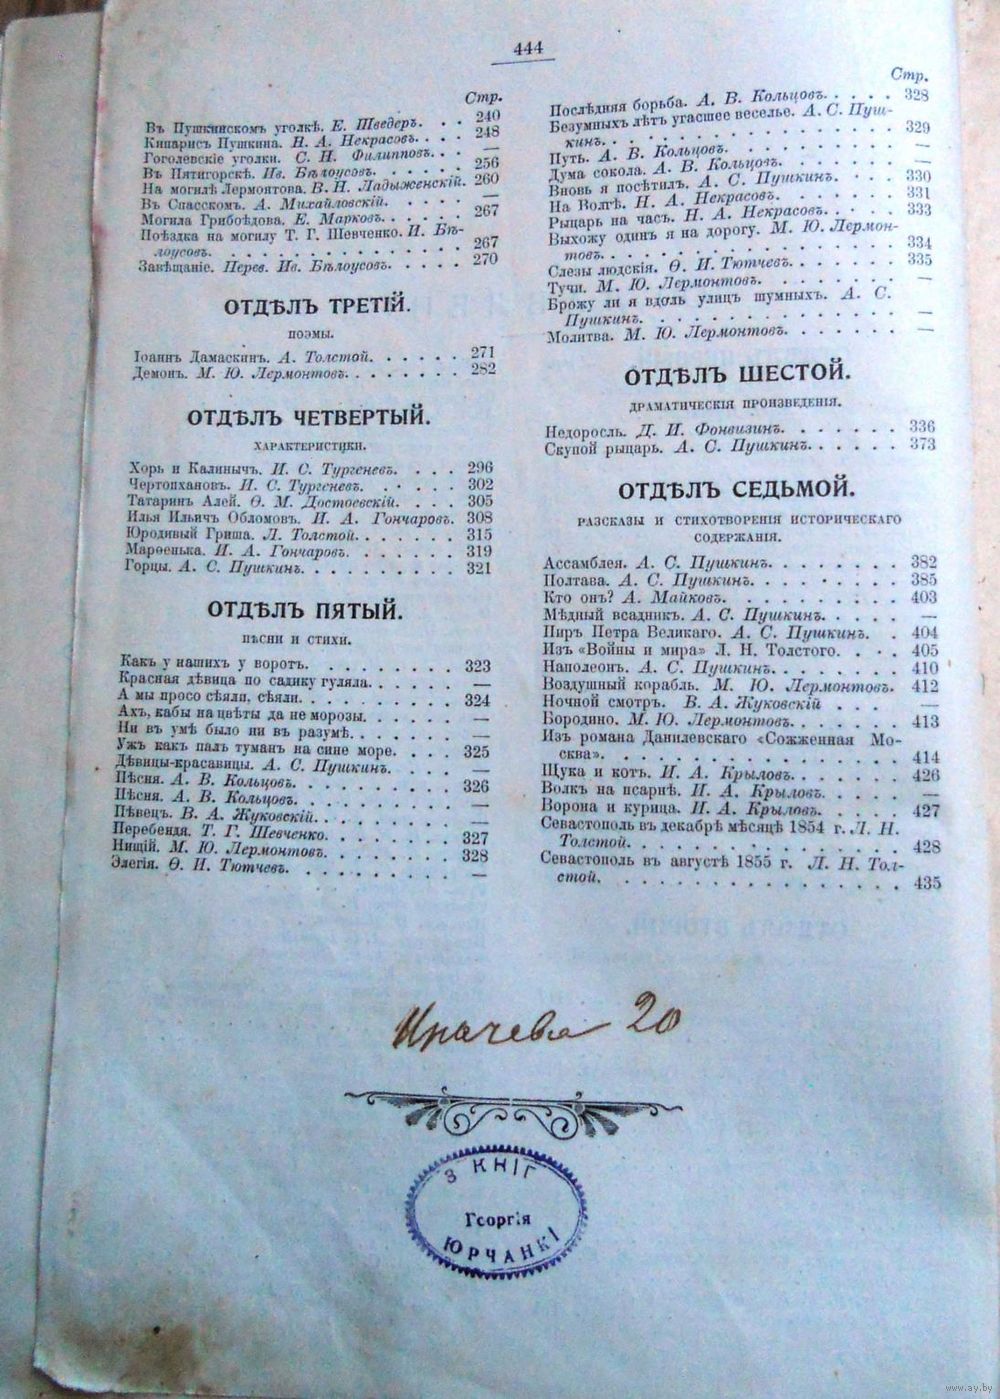 444
Стр.
Въ Пушкинскомъ уголкѣ. Е. Шведеръ. . . 240
Кипарисъ Пушкина. Н. А. Некрасовъ. . . . 248
Гоголевскіе уголки. С. Н. Филипповъ. . . —
Въ Пятигорскѣ. Ив. Бѣлоусовъ. . . . . . 256
На могилѣ Лермонтова. В. Н. Ладыженскій. 260
Въ Спасскомъ. А. Михайловскій. . . . . —
Могила Грибоѣдова. Е. Марковъ. . . . . . 267
Поѣздка на могилу Т. Г. Шевченко. И. Бѣ-
лоусовъ. . . . . . . . . . . . . . . . 267
Завѣщаніе. Перев. Ив. Бѣлоусовъ. . . . . 270
ОТДѢЛЪ ТРЕТІЙ.
ПОЭМЫ.
Іоаннъ Дамаскинъ. А. Толстой. . . . . . 271
Демонъ. М. Ю. Лермонтовъ. . . . . . . . 282
ОТДѢЛЪ ЧЕТВЕРТЫЙ.
ХАРАКТЕРИСТИКИ.
Хорь и Калинычъ. И. С. Тургеневъ. . . . 296
Чертопхановъ. И. С. Тургеневъ. . . . . . 302
Татаринъ Алей. Ѳ. М. Достоевскій. . . . 305
Илья Ильичъ Обломовъ. И. А. Гончаровъ. 308
Юродивый Гриша. Л. Толстой. . . . . . . 315
Марѳенька. И. А. Гончаровъ. . . . . . . 319
Горцы. А. С. Пушкинъ. . . . . . . . . . 321
ОТДѢЛЪ ПЯТЫЙ.
ПѢСНИ И СТИХИ.
Какъ у нашихъ у воротъ. . . . . . . . . 323
Красная дѣвица по садику гуляла. . . . . . —
А мы просо сѣяли, сѣяли. . . . . . . . . 324
Ахъ, кабы на цвѣты да не морозы. . . . . . —
Ни въ умѣ было ни въ разумѣ. . . . . . . —
Ужъ какъ палъ туманъ на сине море. . . . 325
Дѣвицы-красавицы. А. С. Пушкинъ. . . . . —
Пѣсня. А. В. Кольцовъ. . . . . . . . . . 326
Пѣсня. А. В. Кольцовъ. . . . . . . . . . —
Пѣвецъ. В. А. Жуковскій. . . . . . . . . —
Перебендя. Т. Г. Шевченко. . . . . . . . 327
Нищій. М. Ю. Лермонтовъ. . . . . . . . . 328
Элегія. Ѳ. И. Тютчевъ. . . . . . . . . . —
Стр.
Послѣдняя борьба. А. В. Кольцовъ. . . . . 328
Безумныхъ лѣтъ угасшее веселье. А. С. Пуш-
кинъ. . . . . . . . . . . . . . . . . 329
Путь. А. В. Кольцовъ. . . . . . . . . . —
Дума сокола. А. В. Кольцовъ. . . . . . . —
Вновь я посѣтилъ. А. С. Пушкинъ. . . . 330
На Волгѣ. Н. А. Некрасовъ. . . . . . . . 331
Рыцарь на часъ. Н. А. Некрасовъ. . . . . 333
Выхожу одинъ я на дорогу. М. Ю. Лермон-
товъ. . . . . . . . . . . . . . . . . 334
Слезы людскія. Ѳ. И. Тютчевъ. . . . . . . 335
Тучи. М. Ю. Лермонтовъ. . . . . . . . . —
Брожу ли я вдоль улицъ шумныхъ. А. С.
Пушкинъ. . . . . . . . . . . . . . . . —
Молитва. М. Ю. Лермонтовъ. . . . . . . . —
ОТДѢЛЪ ШЕСТОЙ.
ДРАМАТИЧЕСКІЯ ПРОИЗВЕДЕНІЯ.
Недоросль. Д. И. Фонвизинъ. . . . . . . . 336
Скупой рыцарь. А. С. Пушкинъ. . . . . . 373
ОТДѢЛЪ СЕДЬМОЙ.
РАЗСКАЗЫ И СТИХОТВОРЕНІЯ ИСТОРИЧЕСКАГО
СОДЕРЖАНІЯ.
Ассамблея. А. С. Пушкинъ. . . . . . . . 382
Полтава. А. С. Пушкинъ. . . . . . . . . 385
Кто онъ? А. Майковъ. . . . . . . . . . . 403
Мѣдный всадникъ. А. С. Пушкинъ. . . . . —
Пиръ Петра Великаго. А. С. Пушкинъ. . 404
Изъ «Войны и мира» Л. Н. Толстого. . . . 405
Наполеонъ. А. С. Пушкинъ. . . . . . . . 410
Воздушный корабль. М. Ю. Лермонтовъ. 412
Ночной смотръ. В. А. Жуковскій . . . —
Бородино. М. Ю. Лермонтовъ. . . . . . . 413
Изъ романа Данилевскаго «Сожженная Мо-
сква». . . . . . . . . . . . . . . . . 414
Щука и котъ. И. А. Крыловъ. . . . . . . 426
Волкъ на псарнѣ. И. А. Крыловъ. . . . . —
Ворона и курица. И. А. Крыловъ. . . . . 427
Севастополь въ декабрѣ мѣсяцѣ 1854 г. Л. Н.
Толстой. . . . . . . . . . . . . . . . 428
Севастополь въ августѣ 1855 г. Л. Н. Тол-
стой. . . . . . . . . . . . . . . . . 435
20
З КНІГ
Георгія
ЮРЧАНКІ
www.ay.by